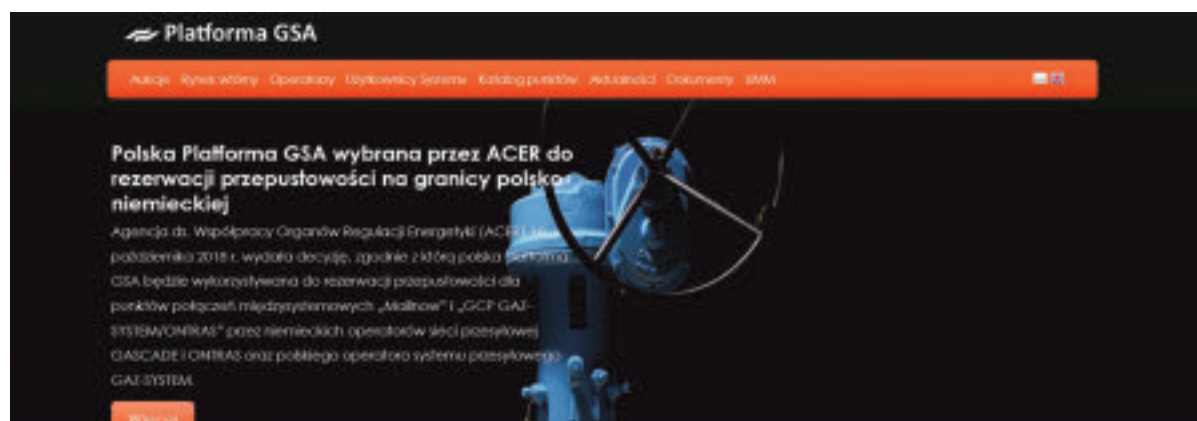 Platforma GSA
Aukcje Rynek wtórny Operatorzy Użytkownicy Systemu Katalog punktów Aktualności Dokumenty
Polska Platforma GSA wybrana przez ACER do
rezerwacji przepustowości na granicy polsko-
niemieckiej
Agencja ds. Współpracy Organów Regulacji Energetyki (ACER) 16
października 2018 r. wydała decyzję, zgodnie z którą polska Platforma
GSA będzie wykorzystywana do rezerwacji przepustowości dla
punktów połączeń międzysystemowych „Mallnow” i „GCP GAZ-
SYSTEM/ONTRAS” przez niemieckich operatorów sieci przesyłowej
GASCADE i ONTRAS oraz polskiego operatora systemu przesyłowego
GAZ-SYSTEM.